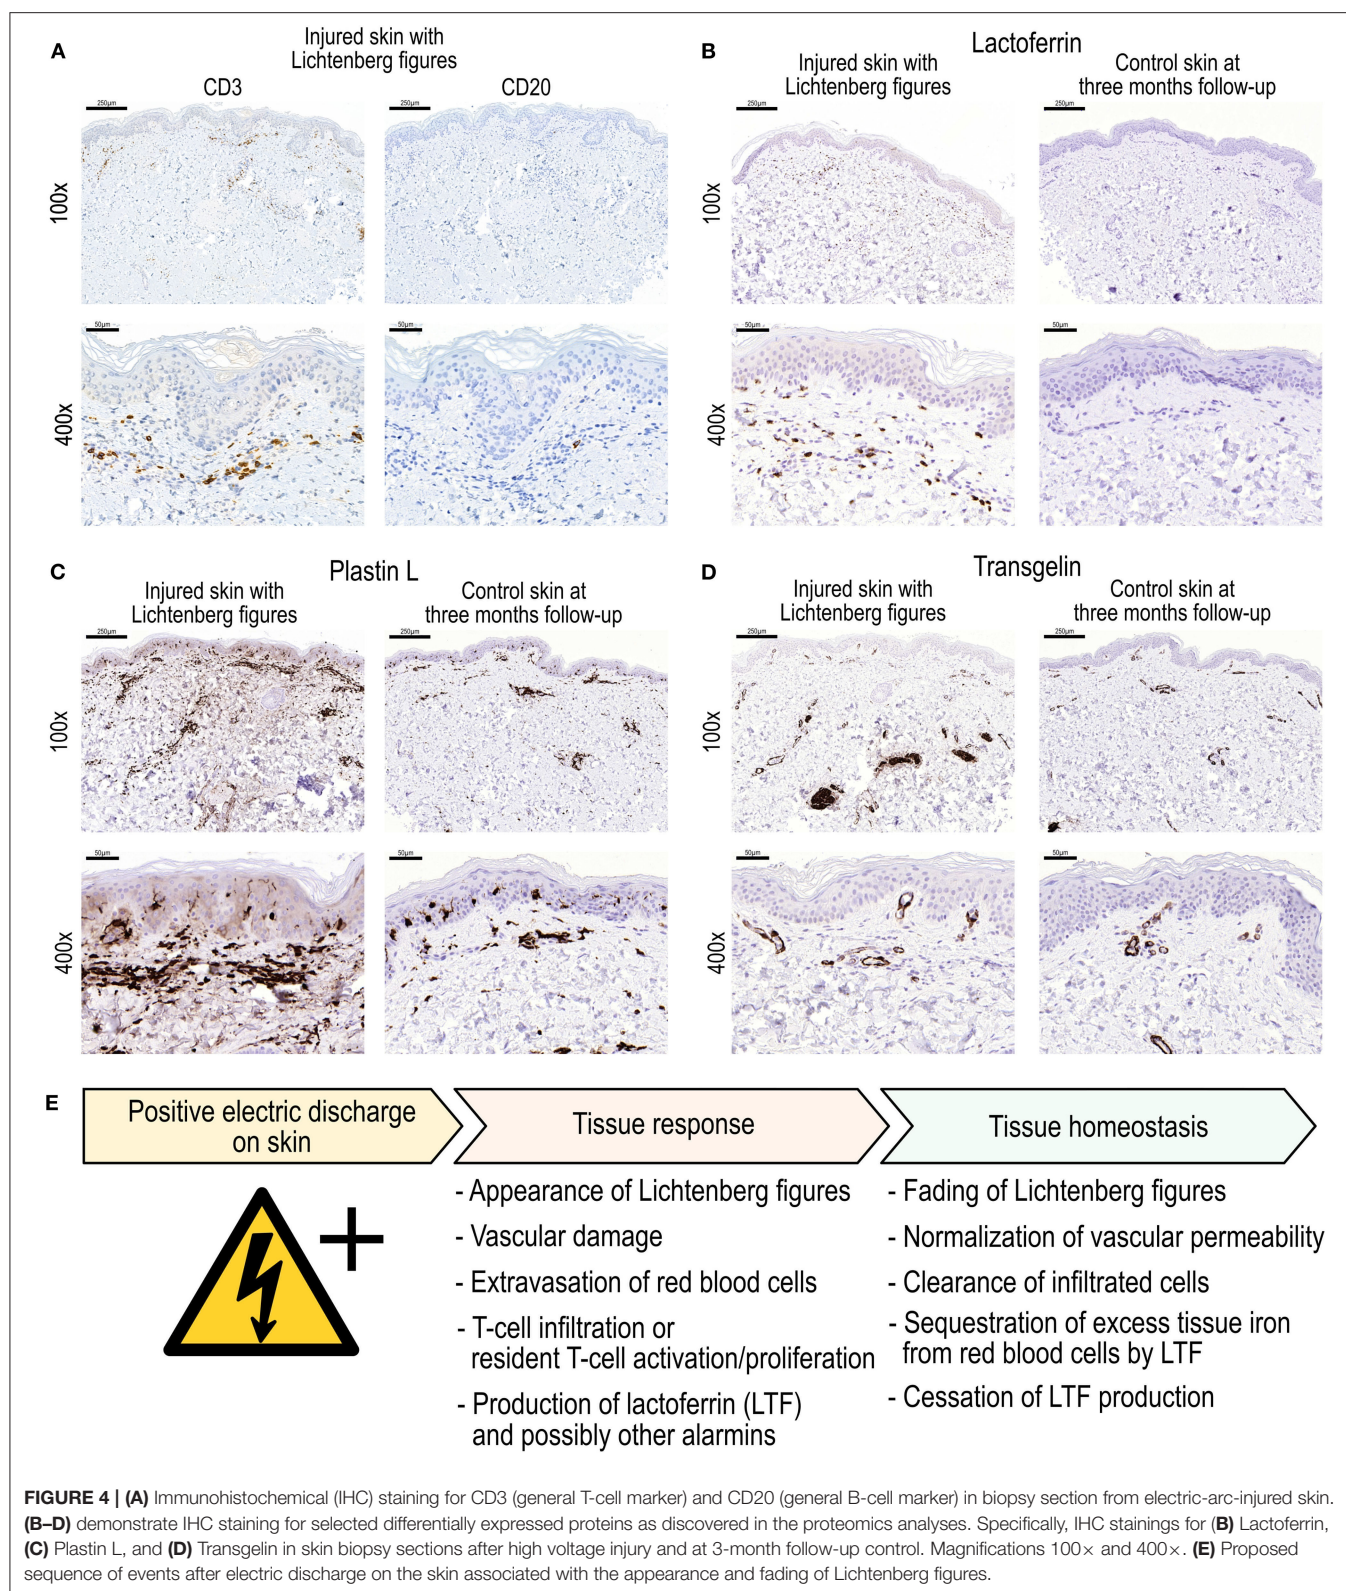 A
Injured skin with
Lichtenberg figures
CD3
CD20
250µm
250µm
100x
50µm
50µm
400x
B
Lactoferrin
Injured skin with
Lichtenberg figures
Control skin at
three months follow-up
250µm
250µm
100x
50µm
50µm
400x
C
Plastin L
Injured skin with
Lichtenberg figures
Control skin at
three months follow-up
250µm
250µm
100x
50µm
50µm
400x
D
Transgelin
Injured skin with
Lichtenberg figures
Control skin at
three months follow-up
250µm
250µm
100x
50µm
50µm
400x
E
Positive electric discharge
on skin
+
Tissue response
- Appearance of Lichtenberg figures
- Vascular damage
- Extravasation of red blood cells
- T-cell infiltration or
resident T-cell activation/proliferation
- Production of lactoferrin (LTF)
and possibly other alarmins
Tissue homeostasis
- Fading of Lichtenberg figures
- Normalization of vascular permeability
- Clearance of infiltrated cells
- Sequestration of excess tissue iron
from red blood cells by LTF
- Cessation of LTF production
FIGURE 4 | (A) Immunohistochemical (IHC) staining for CD3 (general T-cell marker) and CD20 (general B-cell marker) in biopsy section from electric-arc-injured skin.
(B–D) demonstrate IHC staining for selected differentially expressed proteins as discovered in the proteomics analyses. Specifically, IHC stainings for (B) Lactoferrin,
(C) Plastin L, and (D) Transgelin in skin biopsy sections after high voltage injury and at 3-month follow-up control. Magnifications 100× and 400×. (E) Proposed
sequence of events after electric discharge on the skin associated with the appearance and fading of Lichtenberg figures.